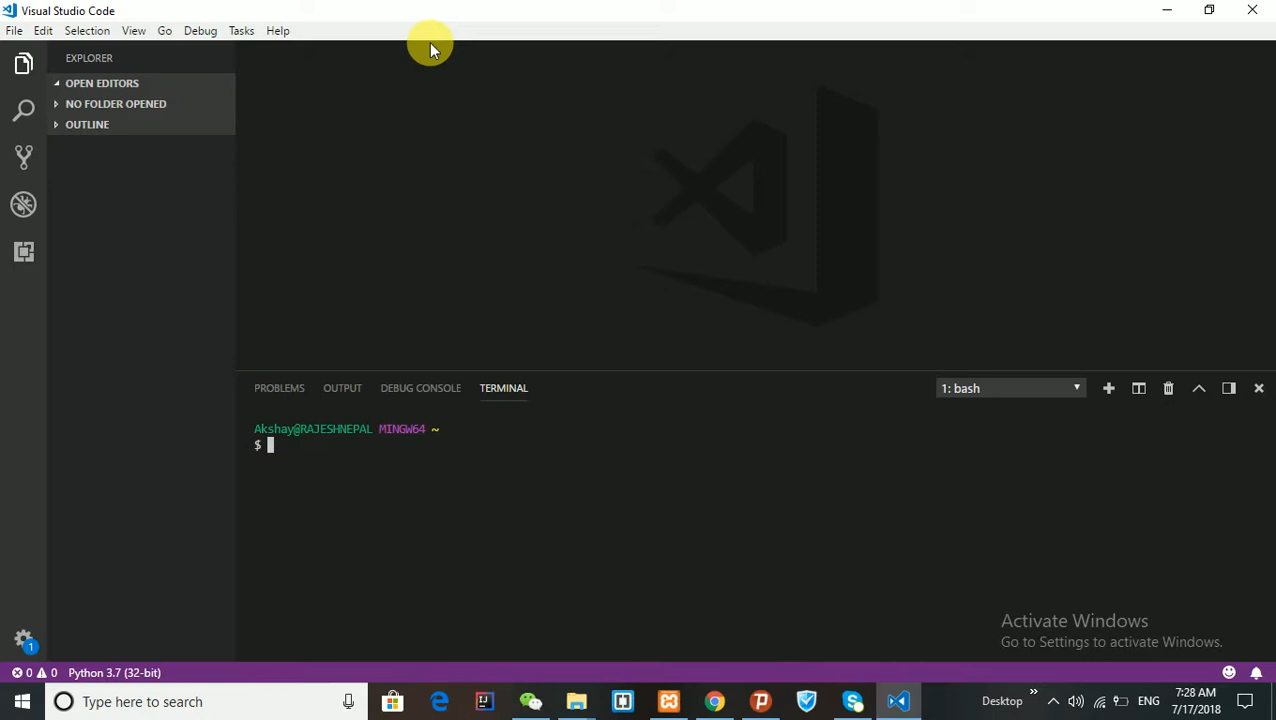 Visual Studio Code
File Edit Selection View Go Debug Tasks Help
EXPLORER
OPEN EDITORS
NO FOLDER OPENED
OUTLINE
PROBLEMS OUTPUT DEBUG CONSOLE TERMINAL 1: bash
Akshay@RAJESHNEPAL MINGW64 ~
$
Activate Windows
Go to Settings to activate Windows.
1
0 0 Python 3.7 (32-bit)
Type here to search Desktop ENG
7:28 AM
7/17/2018